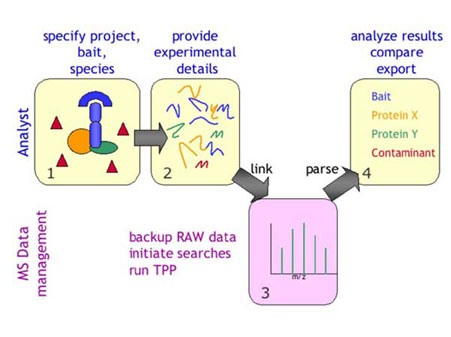 specify project,
bait,
species
provide
experimental
details
analyze results
compare
export
Analyst
1
2
link
parse
Bait
Protein X
Protein Y
Contaminant
4
MS Data
management
backup RAW data
initiate searches
run TPP
m/z
3